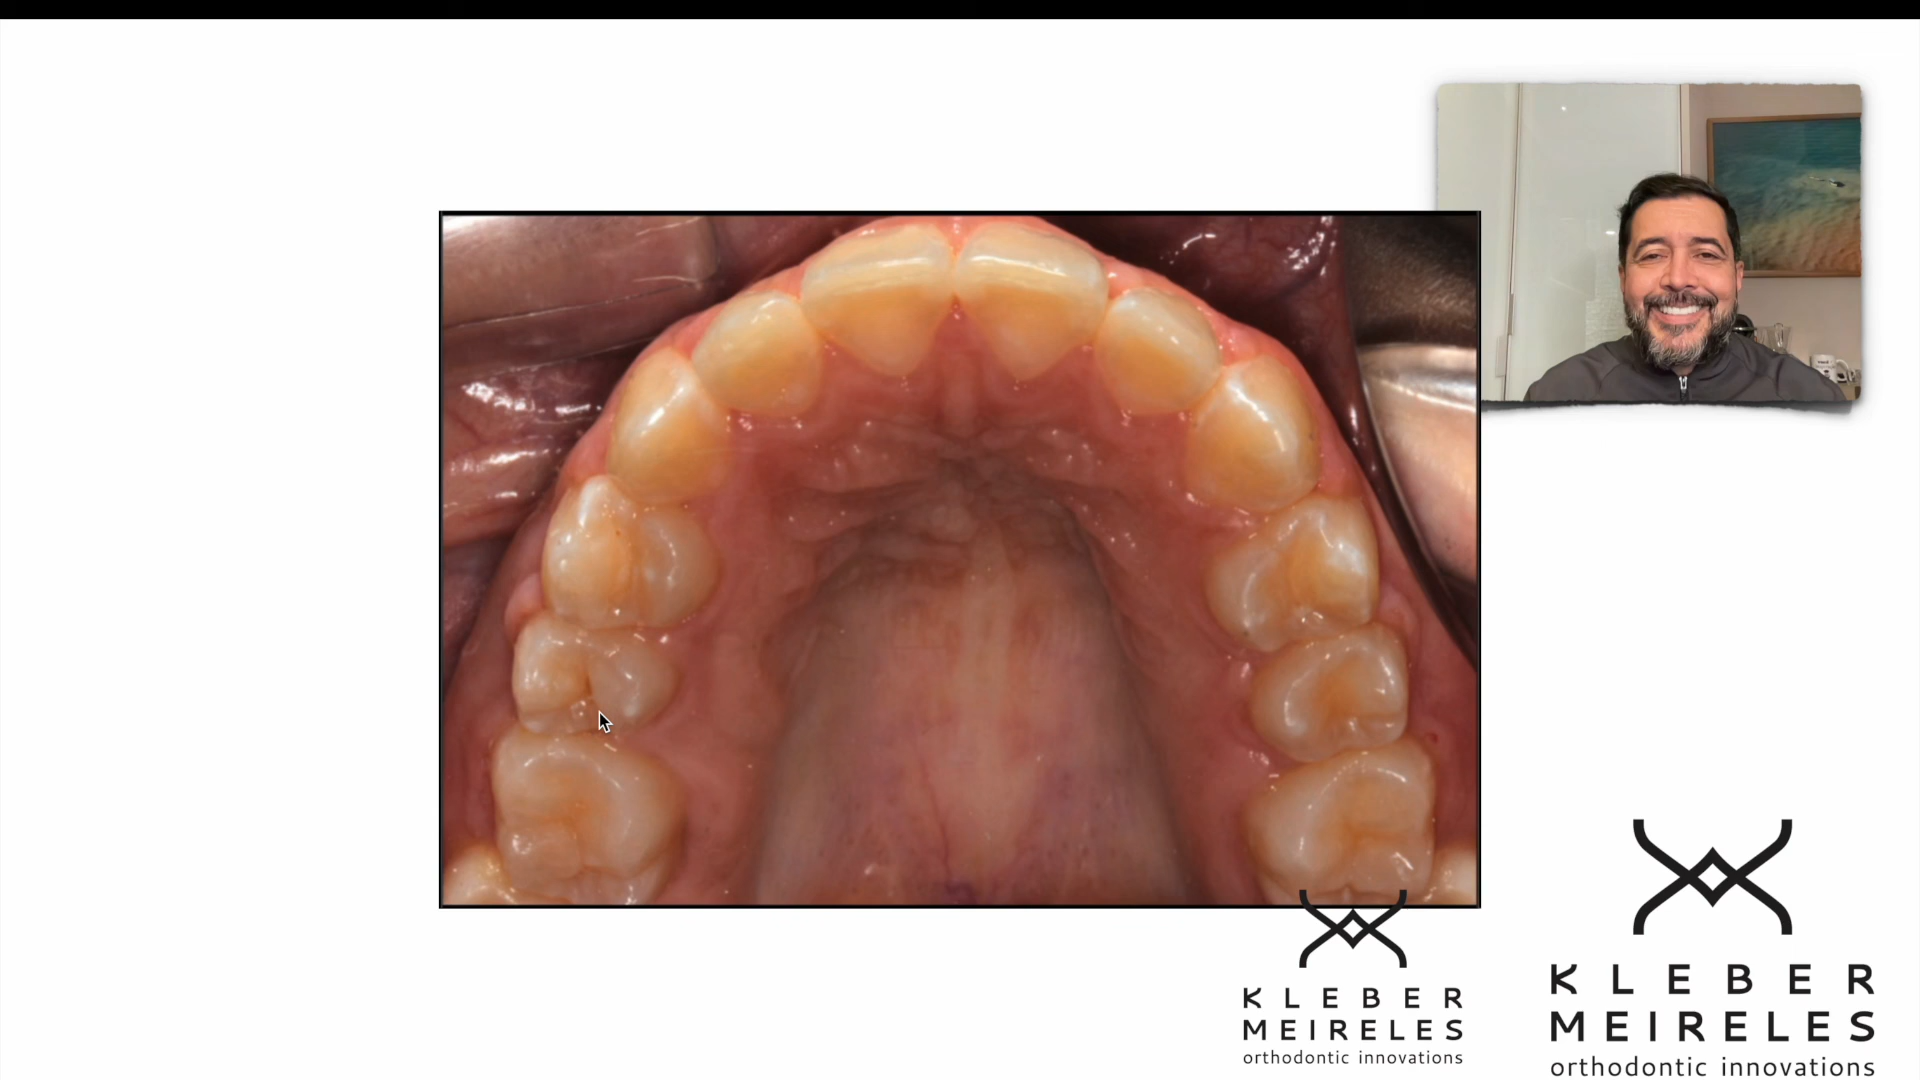 KLEBER
MEIRELES
orthodontic innovations
KLEBER
MEIRELES
orthodontic innovations